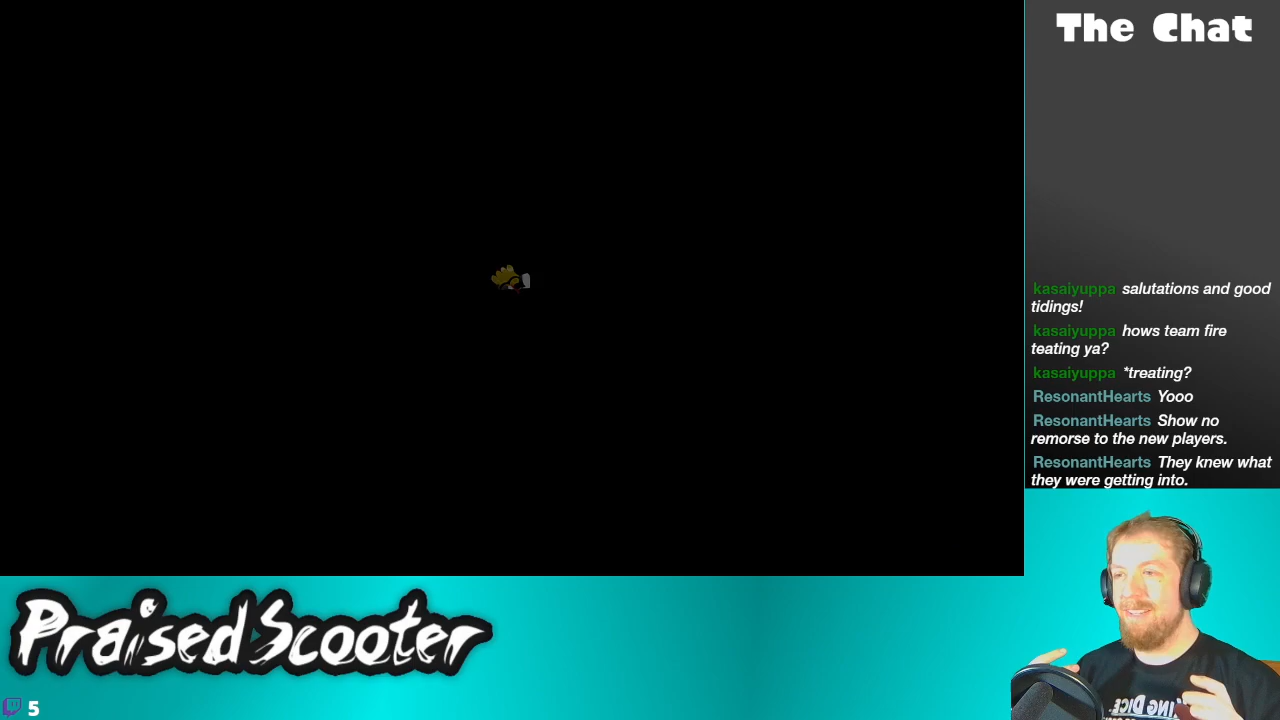 The Chat
kasaiyuppa salutations and good
tidings!
kasaiyuppa hows team fire
teating ya?
kasaiyuppa *treating?
ResonantHearts Yooo
ResonantHearts Show no
remorse to the new players.
ResonantHearts They knew what
they were getting into.
PraisedScooter
5